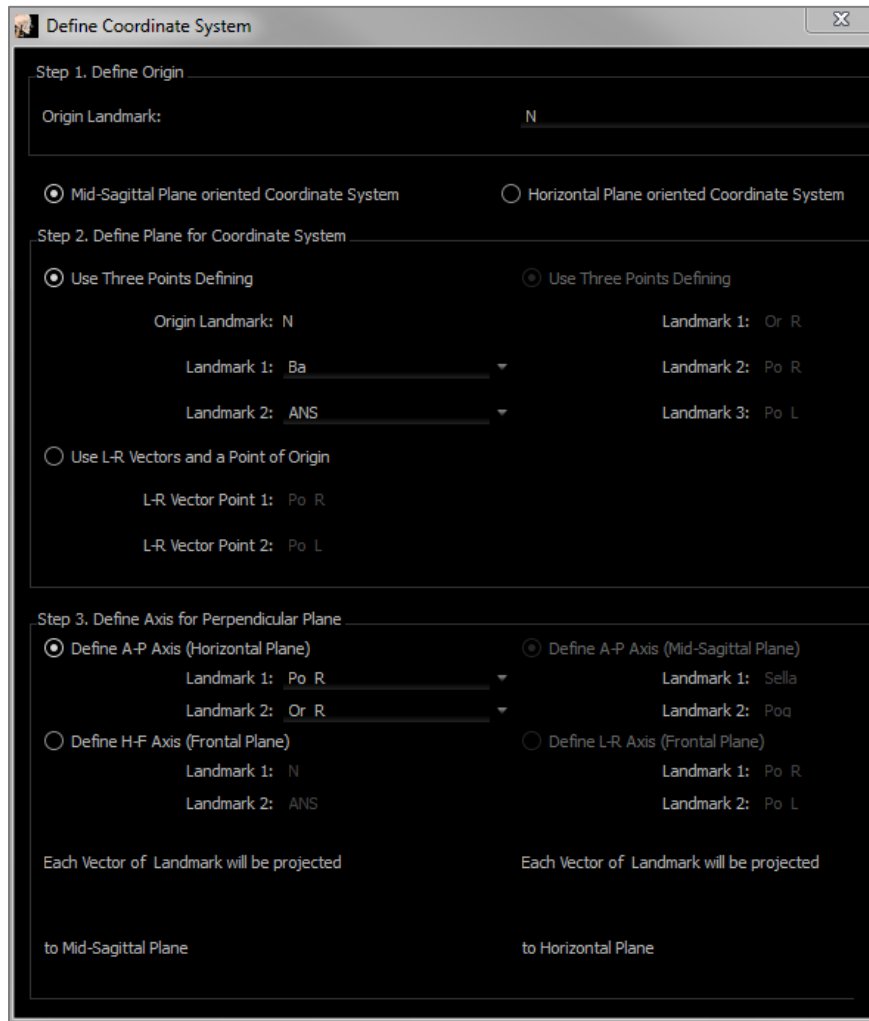 Define Coordinate System
Step 1. Define Origin
Origin Landmark: N
Mid-Sagittal Plane oriented Coordinate System Horizontal Plane oriented Coordinate System
Step 2. Define Plane for Coordinate System
Use Three Points Defining Use Three Points Defining
Origin Landmark: N Landmark 1: Or R
Landmark 1: Ba Landmark 2: Po R
Landmark 2: ANS Landmark 3: Po L
Use L-R Vectors and a Point of Origin
L-R Vector Point 1: Po R
L-R Vector Point 2: Po L
Step 3. Define Axis for Perpendicular Plane
Define A-P Axis (Horizontal Plane) Define A-P Axis (Mid-Sagittal Plane)
Landmark 1: Po R Landmark 1: Sella
Landmark 2: Or R Landmark 2: Pog
Define H-F Axis (Frontal Plane) Define L-R Axis (Frontal Plane)
Landmark 1: N Landmark 1: Po R
Landmark 2: ANS Landmark 2: Po L
Each Vector of Landmark will be projected Each Vector of Landmark will be projected
to Mid-Sagittal Plane to Horizontal Plane